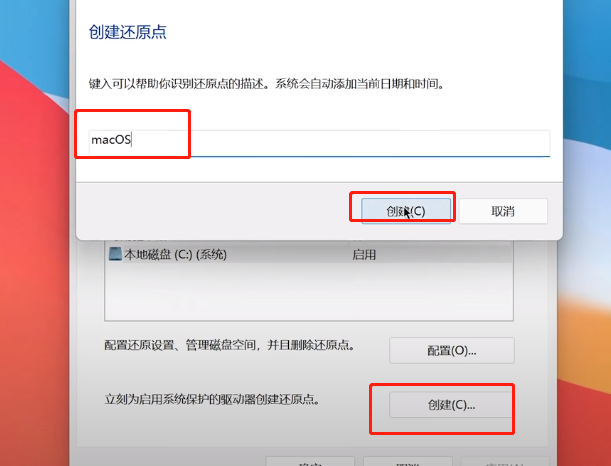 创建还原点
键入可以帮助你识别还原点的描述。系统会自动添加当前日期和时间。
macOS
创建(C)
取消
本地磁盘 (C:) (系统)
启用
配置还原设置、管理磁盘空间，并且删除还原点。
配置(O)...
立刻为启用系统保护的驱动器创建还原点。
创建(C)...